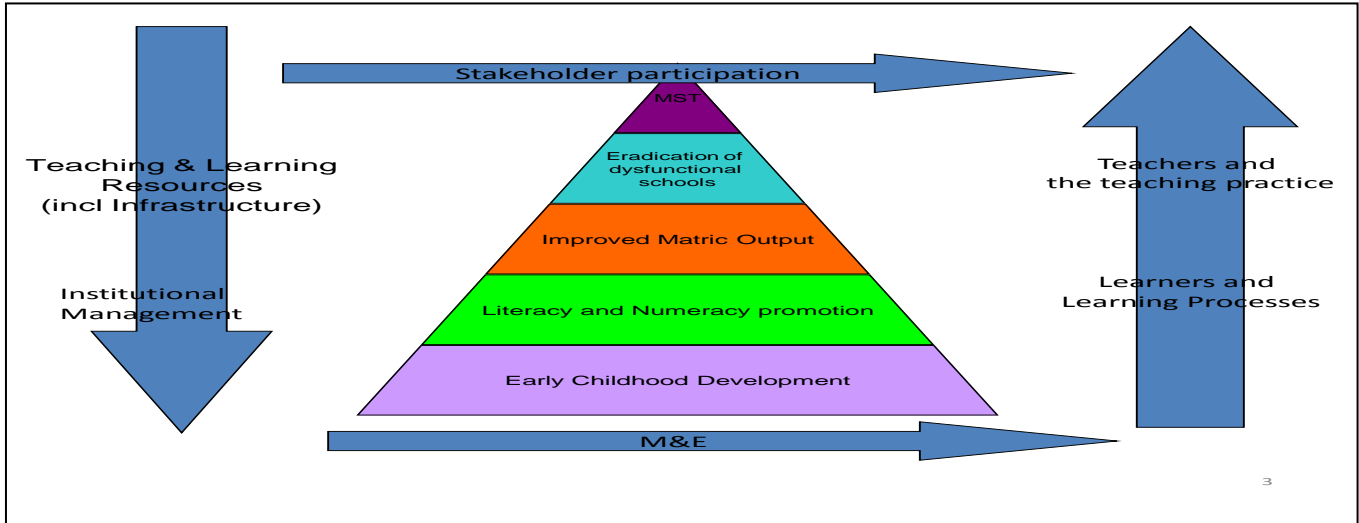 Stakeholder participation
MST
Teaching & Learning
Resources
(incl Infrastructure)
Eradication of
dysfunctional
schools
Teachers and
the teaching practice
Improved Matric Output
Institutional
Management
Literacy and Numeracy promotion
Learners and
Learning Processes
Early Childhood Development
M&E
3